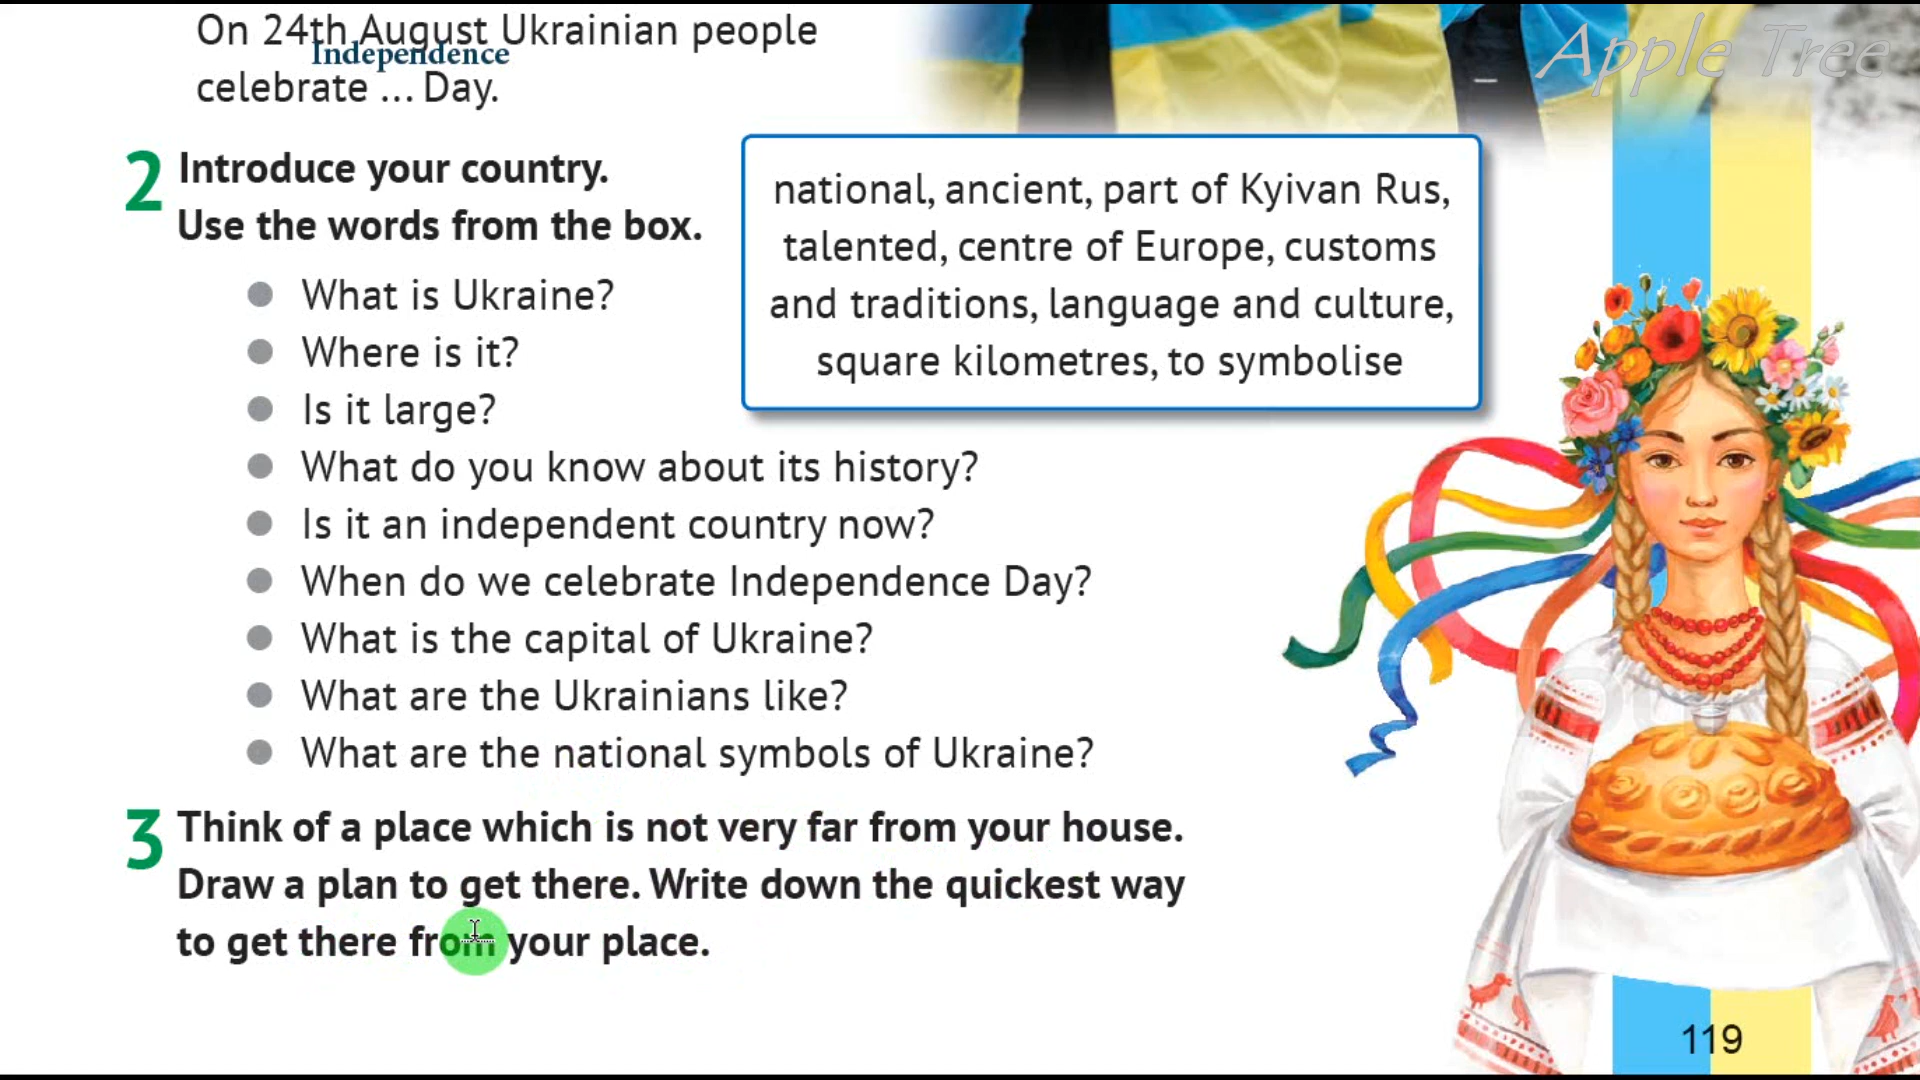 Apple Tree
On 24th August Ukrainian people
Independence
celebrate ... Day.
2 Introduce your country.
Use the words from the box.
national, ancient, part of Kyivan Rus,
talented, centre of Europe, customs
and traditions, language and culture,
square kilometres, to symbolise
What is Ukraine?
Where is it?
Is it large?
What do you know about its history?
Is it an independent country now?
When do we celebrate Independence Day?
What is the capital of Ukraine?
What are the Ukrainians like?
What are the national symbols of Ukraine?
3 Think of a place which is not very far from your house.
Draw a plan to get there. Write down the quickest way
to get there from your place.
119